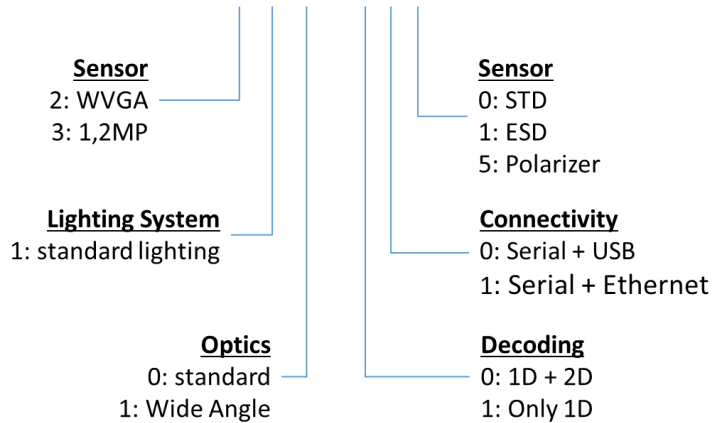 Sensor
2: WVGA
3: 1,2MP
Lighting System
1: standard lighting
Optics
0: standard
1: Wide Angle
Sensor
0: STD
1: ESD
5: Polarizer
Connectivity
0: Serial + USB
1: Serial + Ethernet
Decoding
0: 1D + 2D
1: Only 1D